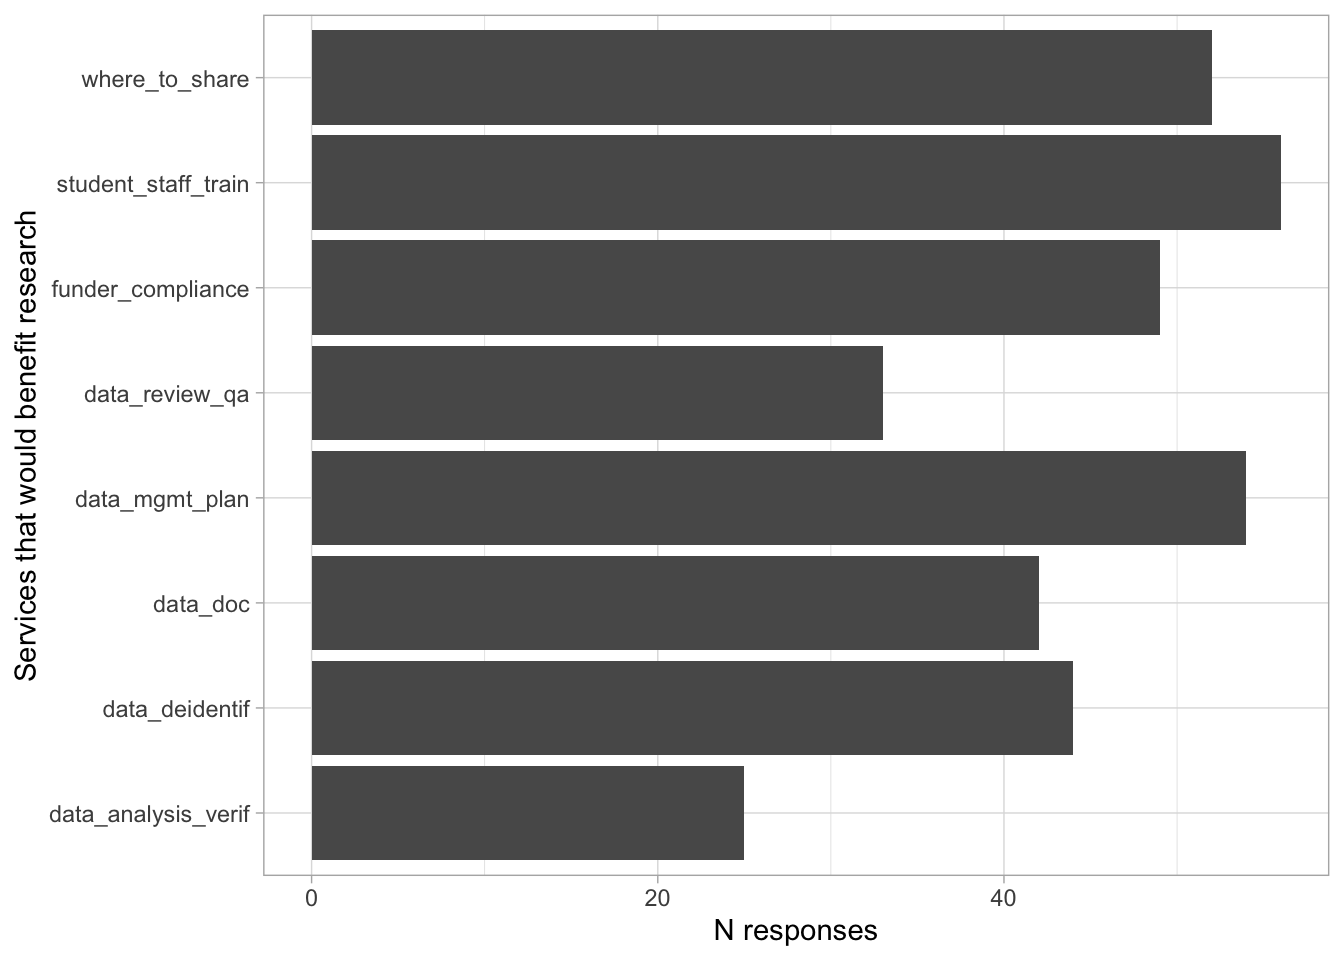 Services that would benefit research
where_to_share
student_staff_train
funder_compliance
data_review_qa
data_mgmt_plan
data_doc
data_deidentif
data_analysis_verif
0 20 40
N responses